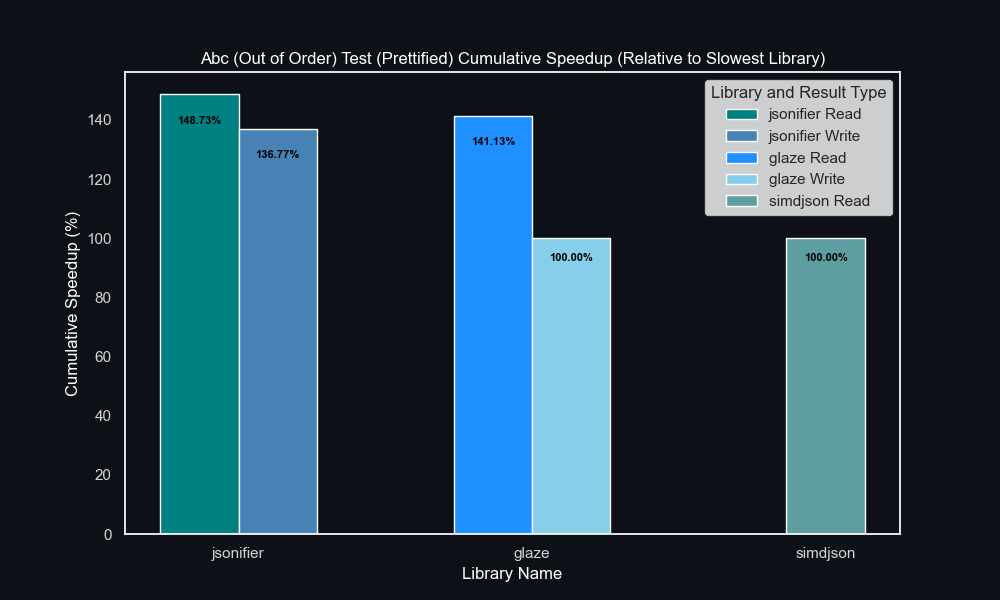 Abc (Out of Order) Test (Prettified) Cumulative Speedup (Relative to Slowest Library)
Library and Result Type
jsonifier Read
jsonifier Write
glaze Read
glaze Write
simdjson Read
Cumulative Speedup (%)
140
120
100
80
60
40
20
0
148.73%
136.77%
141.13%
100.00%
100.00%
jsonifier
glaze
simdjson
Library Name